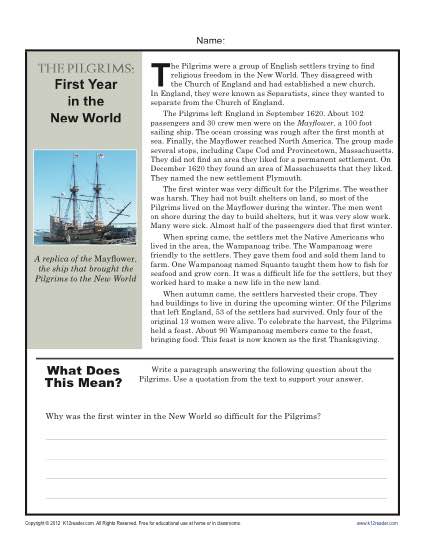 Name:
THE PILGRIMS:
First Year
in the
New World
A replica of the Mayflower,
the ship that brought the
Pilgrims to the New World
The Pilgrims were a group of English settlers trying to find
religious freedom in the New World. They disagreed with
the Church of England and had established a new church.
In England, they were known as Separatists, since they wanted to
separate from the Church of England.
The Pilgrims left England in September 1620. About 102
passengers and 30 crew men were on the Mayflower, a 100 foot
sailing ship. The ocean crossing was rough after the first month at
sea. Finally, the Mayflower reached North America. The group made
several stops, including Cape Cod and Provincetown, Massachusetts.
They did not find an area they liked for a permanent settlement. On
December 1620 they found an area of Massachusetts that they liked.
They named the new settlement Plymouth.
The first winter was very difficult for the Pilgrims. The weather
was harsh. They had not built shelters on land, so most of the
Pilgrims lived on the Mayflower during the winter. The men went
on shore during the day to build shelters, but it was very slow work.
Many were sick. Almost half of the passengers died that first winter.
When spring came, the settlers met the Native Americans who
lived in the area, the Wampanoag tribe. The Wampanoag were
friendly to the settlers. They gave them food and sold them land to
farm. One Wampanoag named Squanto taught them how to fish for
seafood and grow corn. It was a difficult life for the settlers, but they
worked hard to make a new life in the new land.
When autumn came, the settlers harvested their crops. They
had buildings to live in during the upcoming winter. Of the Pilgrims
that left England, 53 of the settlers had survived. Only four of the
original 13 women were alive. To celebrate the harvest, the Pilgrims
held a feast. About 90 Wampanoag members came to the feast,
bringing food. This feast is now known as the first Thanksgiving.
What Does
This Mean?
Write a paragraph answering the following question about the
Pilgrims. Use a quotation from the text to support your answer.
Why was the first winter in the New World so difficult for the Pilgrims?
Copyright © 2012 K12reader.com. All Rights Reserved. Free for educational use at home or in classrooms.
www.k12reader.com